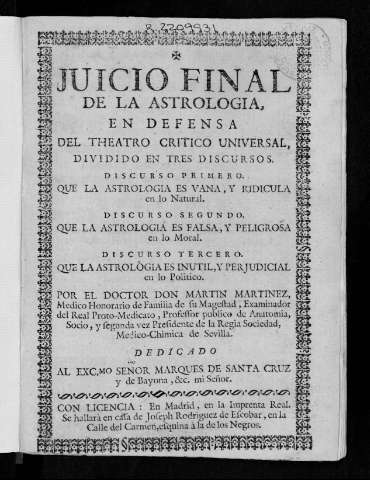 R 220993¹
✠
JUICIO FINAL
DE LA ASTROLOGIA,
EN DEFENSA
DEL THEATRO CRITICO UNIVERSAL,
DIVIDIDO EN TRES DISCURSOS.
DISCURSO PRIMERO.
QUE LA ASTROLOGIA ES VANA, Y RIDICULA
en lo Natural.
DISCURSO SEGUNDO.
QUE LA ASTROLOGIA ES FALSA, Y PELIGROSA
en lo Moral.
DISCURSO TERCERO.
QUE LA ASTROLOGIA ES INUTIL, Y PERJUDICIAL
en lo Politico.
POR EL DOCTOR DON MARTIN MARTINEZ,
Medico Honorario de Familia de su Magestad, Examinador
del Real Proto-Medicato, Professor publico de Anatomia,
Socio, y segunda vez Presidente de la Regia Sociedad,
Medico-Chimica de Sevilla.
DEDICADO
AL EXC.MO SEÑOR MARQUES DE SANTA CRUZ
y de Bayona, &c. mi Señor.
CON LICENCIA: En Madrid, en la Imprenta Real.
Se hallarà en casa de Joseph Rodriguez de Escobar, en la
Calle del Carmen, esquina à la de los Negros.